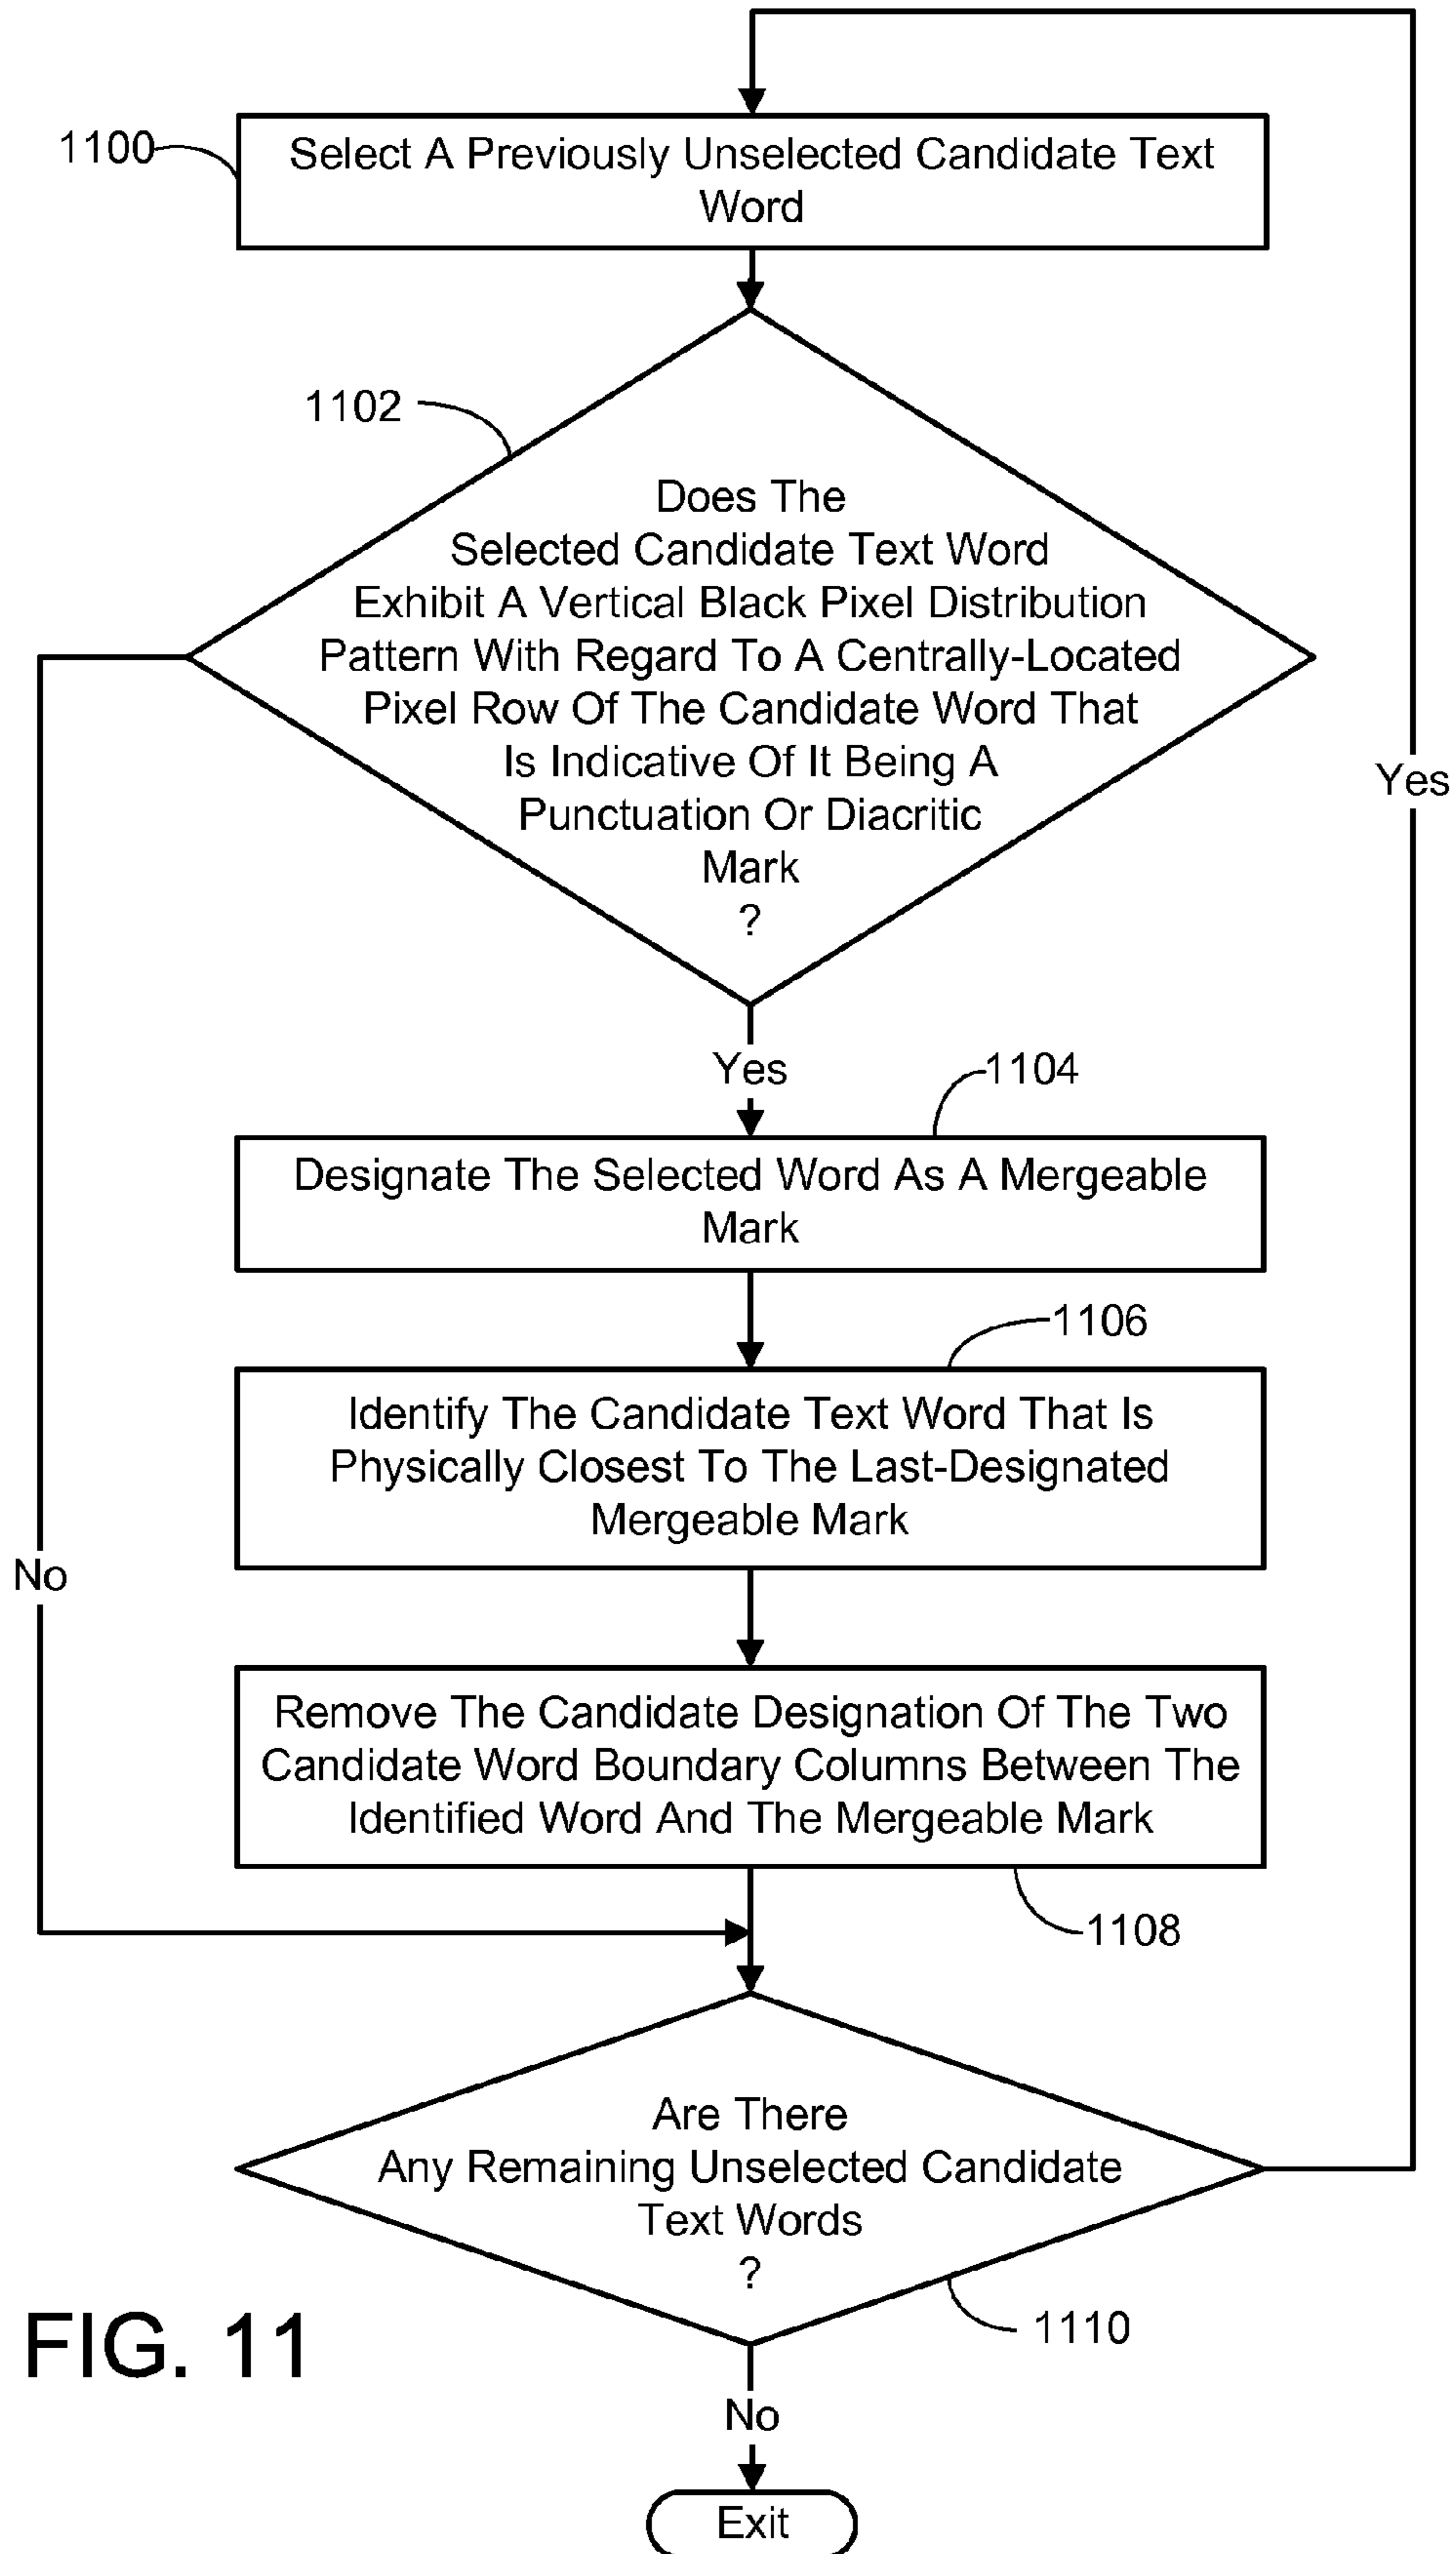 1100
Select A Previously Unselected Candidate Text
Word
1102
Does The
Selected Candidate Text Word
Exhibit A Vertical Black Pixel Distribution
Pattern With Regard To A Centrally-Located
Pixel Row Of The Candidate Word That
Is Indicative Of It Being A
Punctuation Or Diacritic
Mark
?
Yes
Yes
1104
Designate The Selected Word As A Mergeable
Mark
1106
Identify The Candidate Text Word That Is
Physically Closest To The Last-Designated
Mergeable Mark
No
Remove The Candidate Designation Of The Two
Candidate Word Boundary Columns Between The
Identified Word And The Mergeable Mark
1108
Are There
Any Remaining Unselected Candidate
Text Words
?
1110
FIG. 11
No
Exit